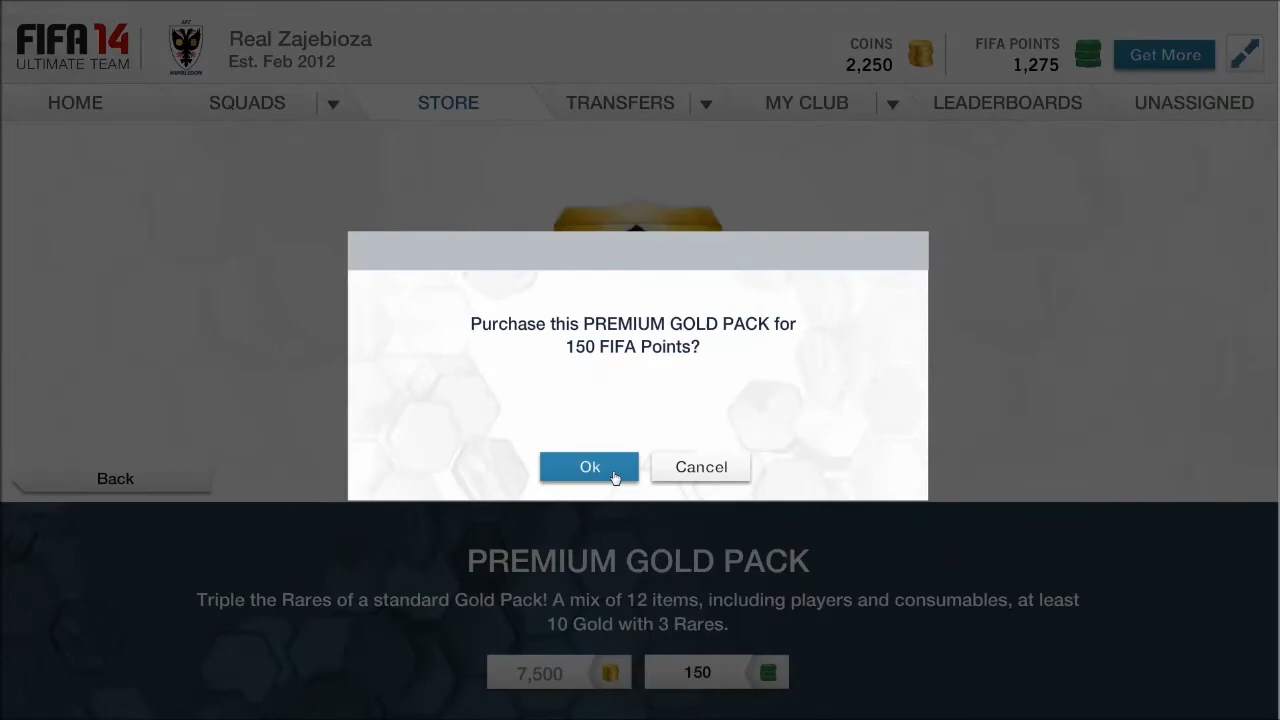 FIFA 14
ULTIMATE TEAM
AFC
WIMBLEDON
Real Zajebioza
Est. Feb 2012
COINS
2,250
FIFA POINTS
1,275
Get More
HOME
SQUADS
STORE
TRANSFERS
MY CLUB
LEADERBOARDS
UNASSIGNED
Purchase this PREMIUM GOLD PACK for
150 FIFA Points?
Ok
Cancel
Back
PREMIUM GOLD PACK
Triple the Rares of a standard Gold Pack! A mix of 12 items, including players and consumables, at least
10 Gold with 3 Rares.
7,500
150